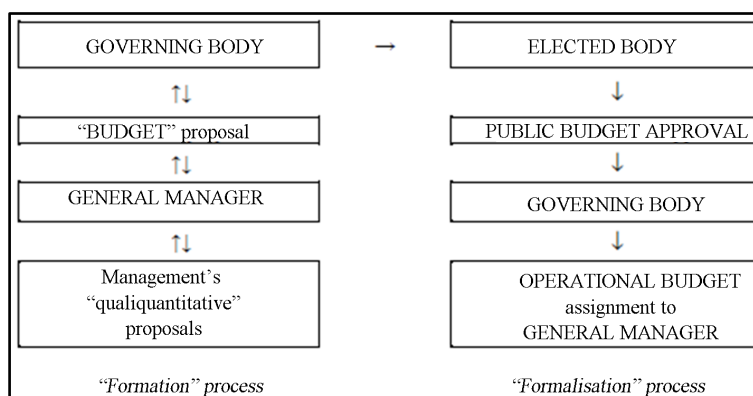 GOVERNING BODY → ELECTED BODY
↑↓ ↓
“BUDGET” proposal PUBLIC BUDGET APPROVAL
↑↓ ↓
GENERAL MANAGER GOVERNING BODY
↑↓ ↓
Management’s
“qualiquantitative”
proposals
OPERATIONAL BUDGET
assignment to
GENERAL MANAGER
“Formation” process “Formalisation” process